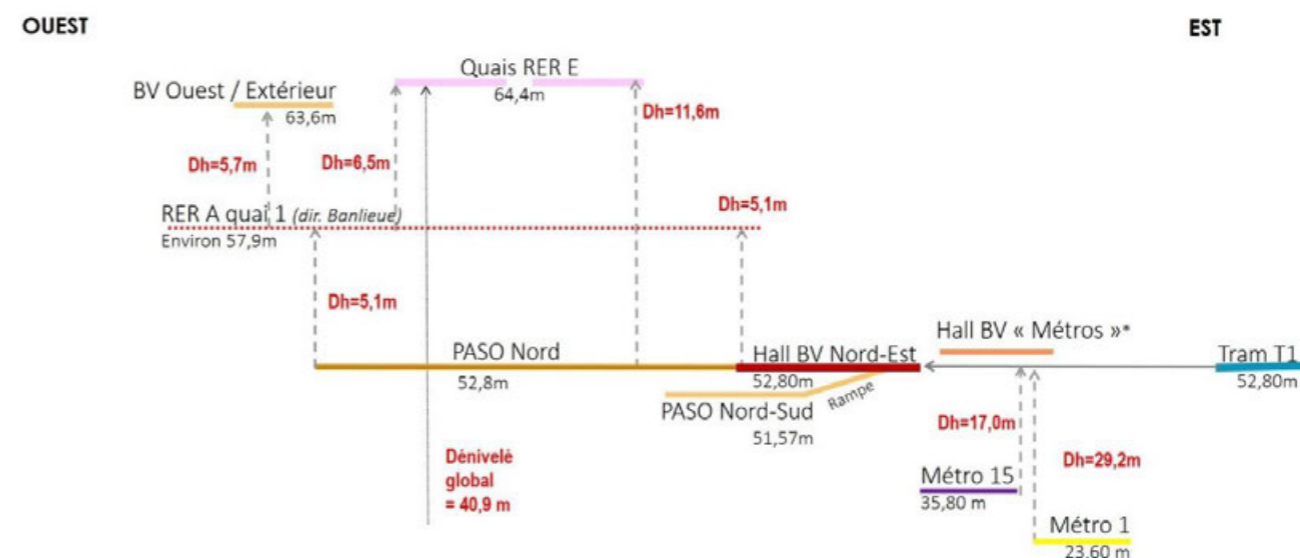 OUEST
EST
Quais RER E
64,4m
BV Ouest / Extérieur
63,6m
Dh=11,6m
Dh=5,7m
Dh=6,5m
Dh=5,1m
RER A quai 1 (dir. Banlieue)
Environ 57,9m
Dh=5,1m
Hall BV « Métros »*
PASO Nord
52,8m
Hall BV Nord-Est
52,80m
Tram T1
52,80m
Rampe
PASO Nord-Sud
51,57m
Dh=17,0m
Dénivelé
global
= 40,9 m
Dh=29,2m
Métro 15
35,80 m
Métro 1
23,60 m